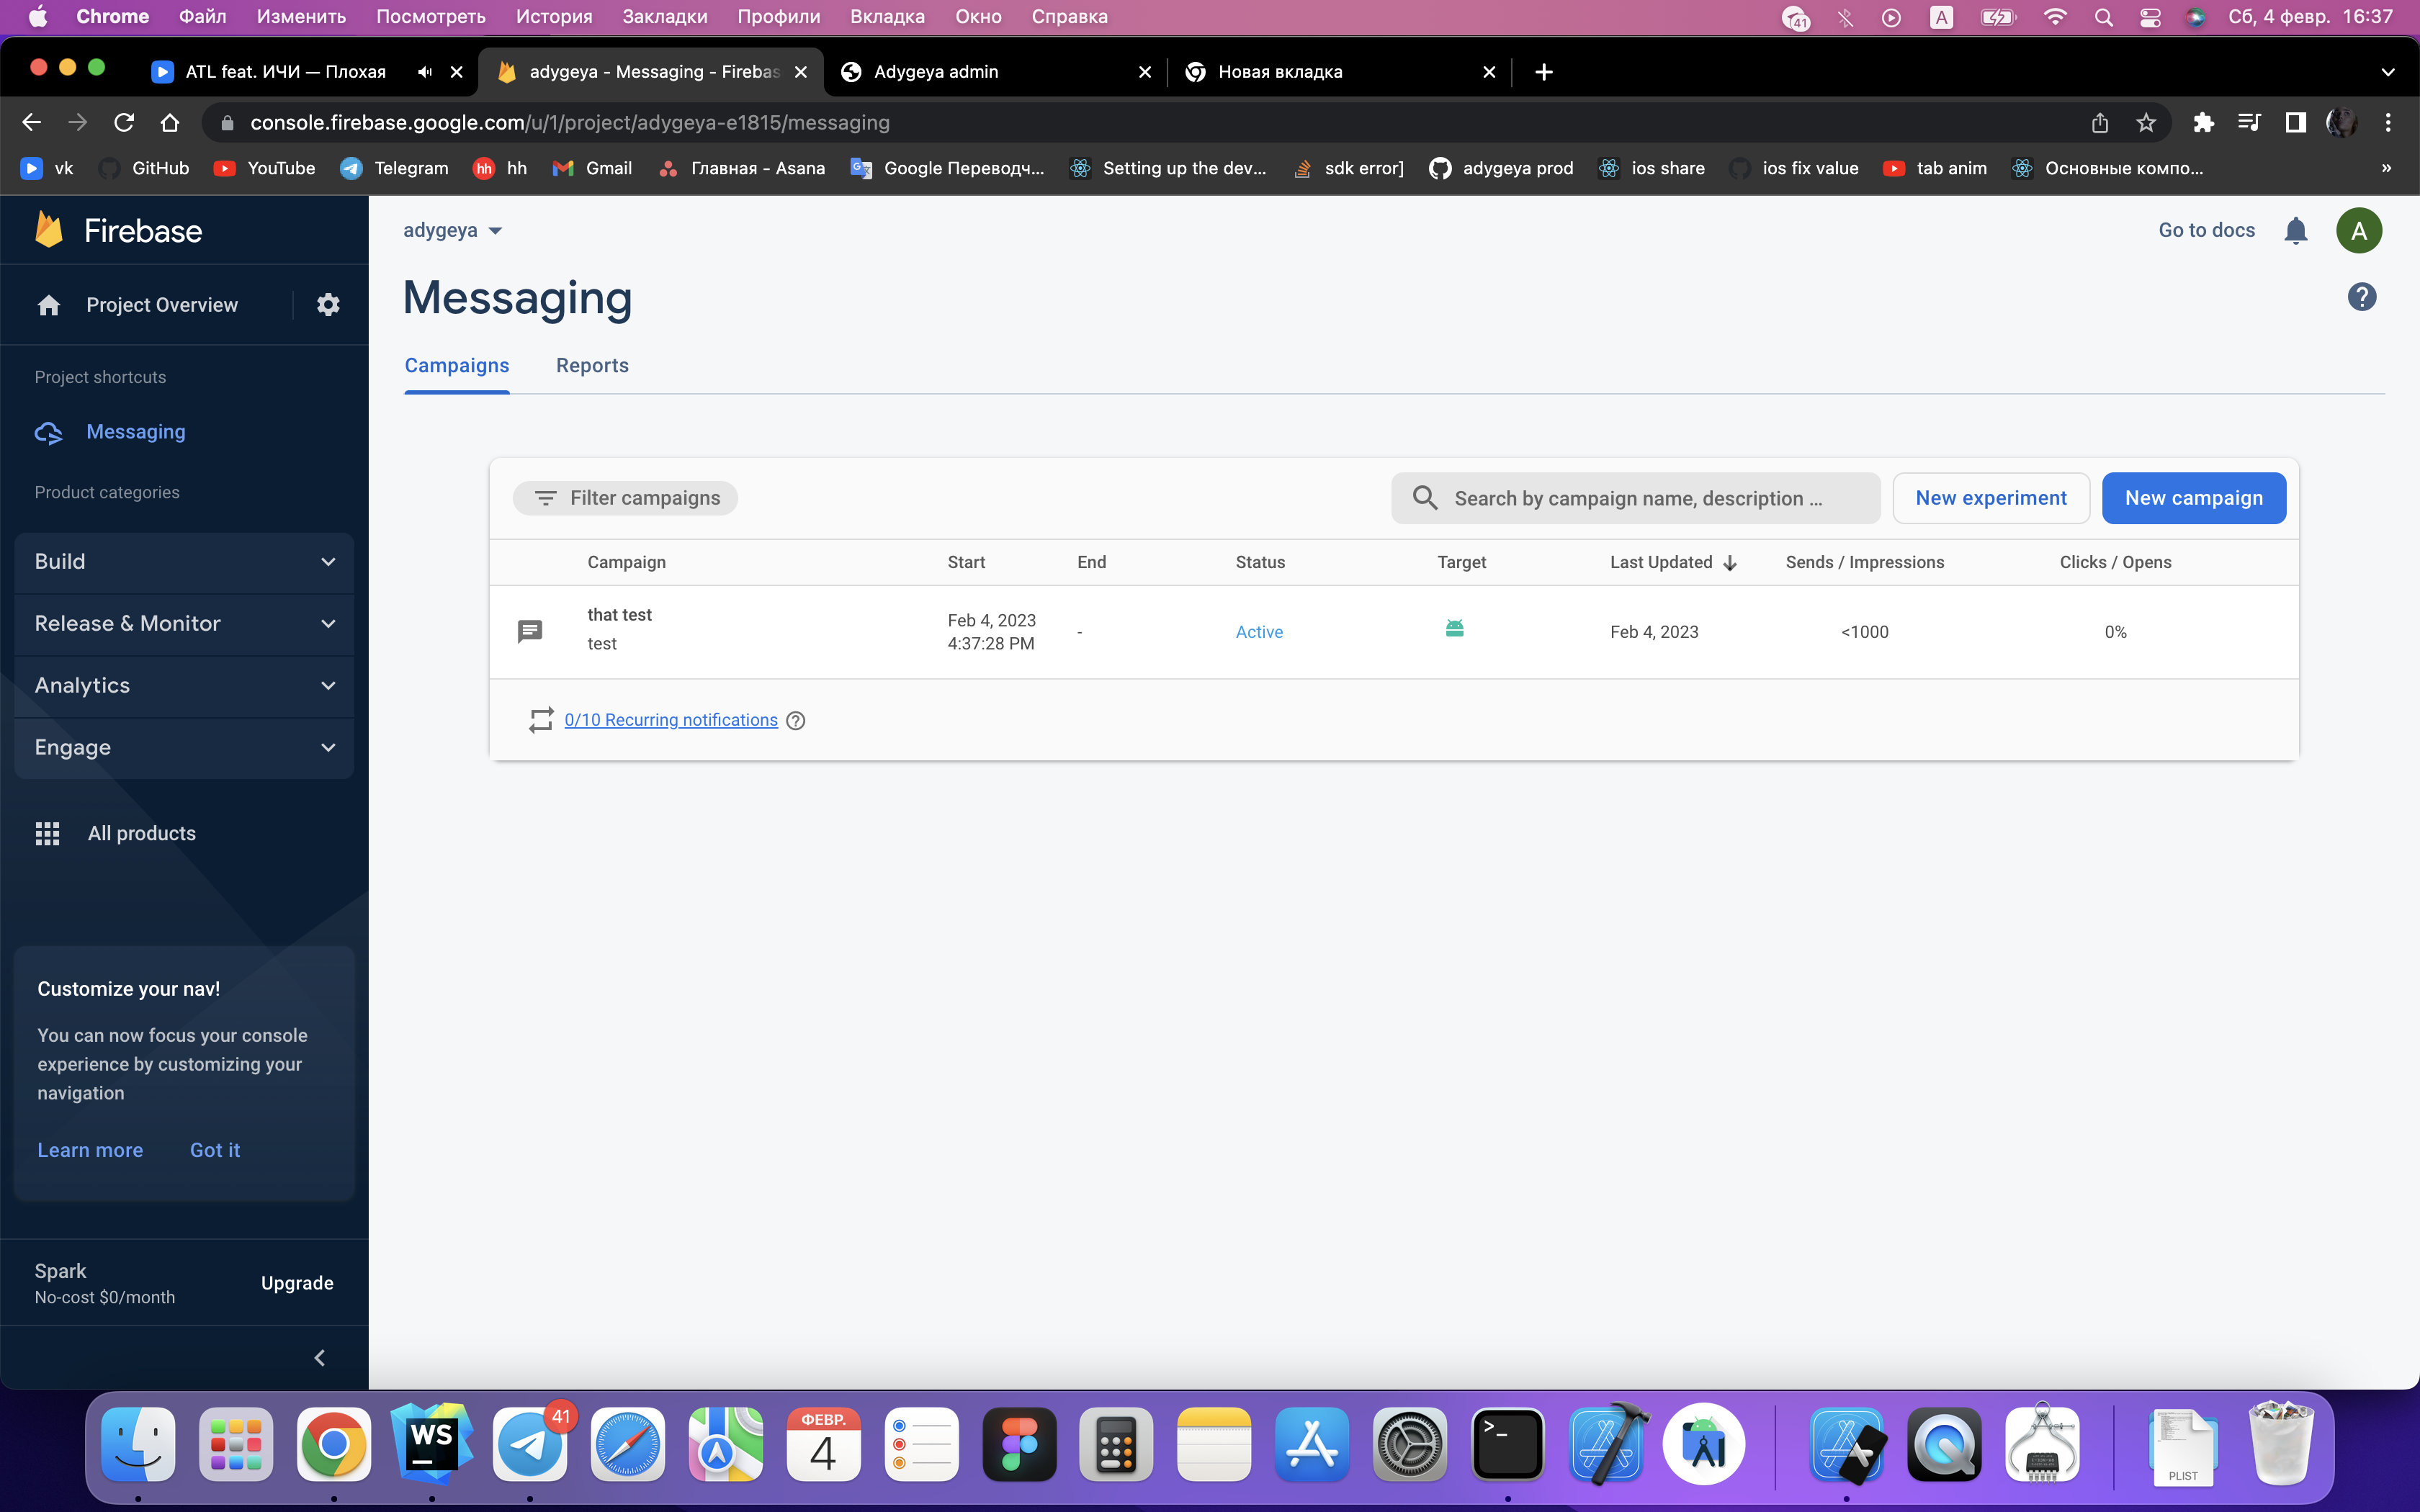 Chrome Файл Изменить Посмотреть История Закладки Профили Вкладка Окно Справка 41 A Сб, 4 февр. 16:37
ATL feat. ИЧИ — Плохая adygeya - Messaging - Firebas Adygeya admin Новая вкладка
console.firebase.google.com/u/1/project/adygeya-e1815/messaging
vk GitHub YouTube Telegram hh hh Gmail Главная - Asana Google Переводч... Setting up the dev... sdk error] adygeya prod ios share ios fix value tab anim Основные компо... »
Firebase
adygeya
Go to docs
A
Project Overview
Messaging
Campaigns Reports
Project shortcuts
Messaging
Product categories
Build
Release & Monitor
Analytics
Engage
All products
Filter campaigns
Search by campaign name, description ...
New experiment
New campaign
Campaign Start End Status Target Last Updated Sends / Impressions Clicks / Opens
that test
test
Feb 4, 2023
4:37:28 PM
-
Active
Feb 4, 2023
<1000
0%
0/10 Recurring notifications
Customize your nav!
You can now focus your console
experience by customizing your
navigation
Learn more Got it
Spark
No-cost $0/month
Upgrade
WS
41
ФЕВР.
4
PLIST